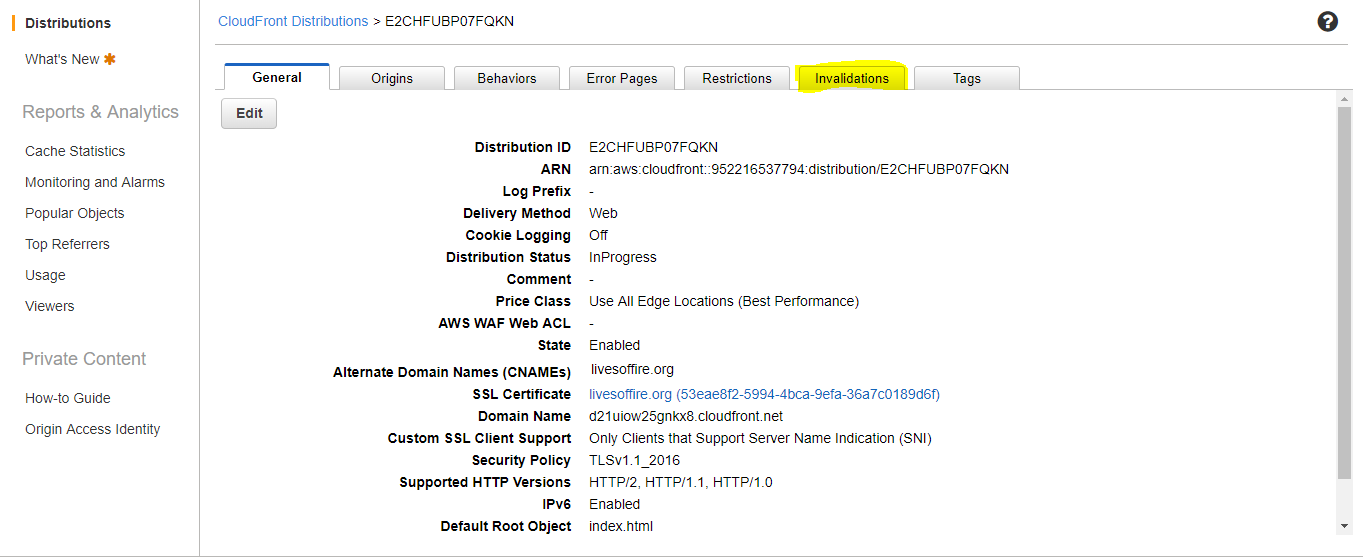 Distributions
What's New
Reports & Analytics
Cache Statistics
Monitoring and Alarms
Popular Objects
Top Referrers
Usage
Viewers
Private Content
How-to Guide
Origin Access Identity
CloudFront Distributions > E2CHFUBP07FQKN
?
General Origins Behaviors Error Pages Restrictions Invalidations Tags
Edit
Distribution ID E2CHFUBP07FQKN
ARN arn:aws:cloudfront::952216537794:distribution/E2CHFUBP07FQKN
Log Prefix -
Delivery Method Web
Cookie Logging Off
Distribution Status InProgress
Comment -
Price Class Use All Edge Locations (Best Performance)
AWS WAF Web ACL -
State Enabled
Alternate Domain Names (CNAMEs) livesoffire.org
SSL Certificate livesoffire.org (53eae8f2-5994-4bca-9efa-36a7c0189d6f)
Domain Name d21uiow25gnkx8.cloudfront.net
Custom SSL Client Support Only Clients that Support Server Name Indication (SNI)
Security Policy TLSv1.1_2016
Supported HTTP Versions HTTP/2, HTTP/1.1, HTTP/1.0
IPv6 Enabled
Default Root Object index.html